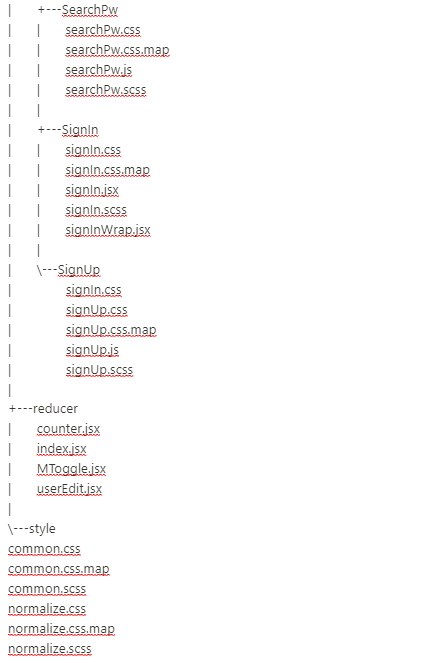 |       +---SearchPw
|       |       searchPw.css
|       |       searchPw.css.map
|       |       searchPw.js
|       |       searchPw.scss
|       |
|       +---SignIn
|       |       signIn.css
|       |       signIn.css.map
|       |       signIn.jsx
|       |       signIn.scss
|       |       signInWrap.jsx
|       |
|       \---SignUp
|               signIn.css
|               signUp.css
|               signUp.css.map
|               signUp.js
|               signUp.scss
|
+---reducer
|       counter.jsx
|       index.jsx
|       MToggle.jsx
|       userEdit.jsx
|
\---style
common.css
common.css.map
common.scss
normalize.css
normalize.css.map
normalize.scss